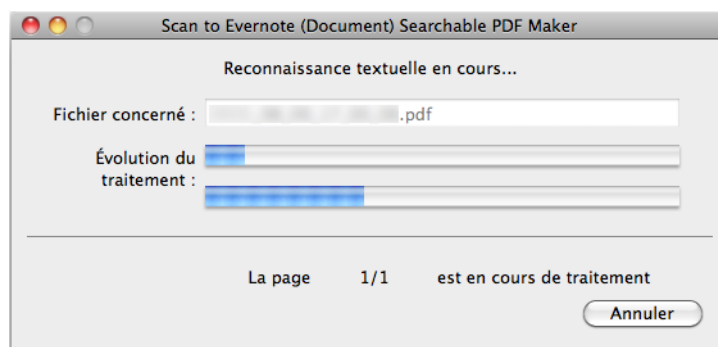 Scan to Evernote (Document) Searchable PDF Maker
Reconnaissance textuelle en cours...
Fichier concerné : .pdf
Évolution du
traitement :
La page 1/1 est en cours de traitement
Annuler